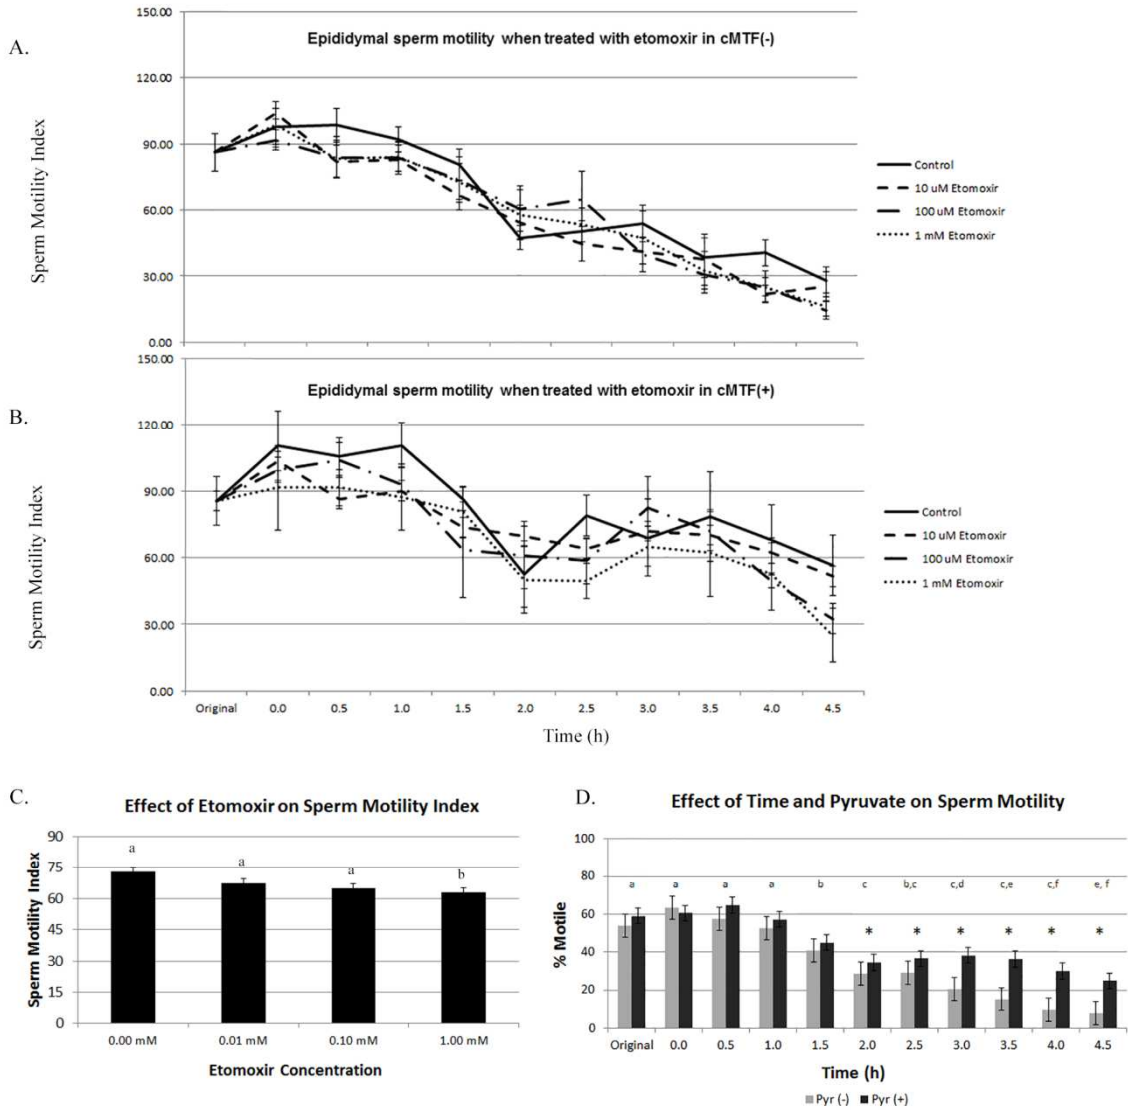 A.
Epididymal sperm motility when treated with etomoxir in cMTF(-)
Sperm Motility Index
150.00
120.00
90.00
60.00
30.00
0.00
Control
10 uM Etomoxir
100 uM Etomoxir
1 mM Etomoxir
B.
Epididymal sperm motility when treated with etomoxir in cMTF(+)
Sperm Motility Index
150.00
120.00
90.00
60.00
30.00
0.00
Control
10 uM Etomoxir
100 uM Etomoxir
1 mM Etomoxir
Original 0.0 0.5 1.0 1.5 2.0 2.5 3.0 3.5 4.0 4.5
Time (h)
C.
Effect of Etomoxir on Sperm Motility Index
Sperm Motility Index
90
75
60
45
30
15
0
a a a b
0.00 mM 0.01 mM 0.10 mM 1.00 mM
Etomoxir Concentration
D.
Effect of Time and Pyruvate on Sperm Motility
% Motile
100
80
60
40
20
0
a a a a b c b,c c,d c,e c,f e, f
* * * * * *
Original 0.0 0.5 1.0 1.5 2.0 2.5 3.0 3.5 4.0 4.5
Time (h)
Pyr (-) Pyr (+)